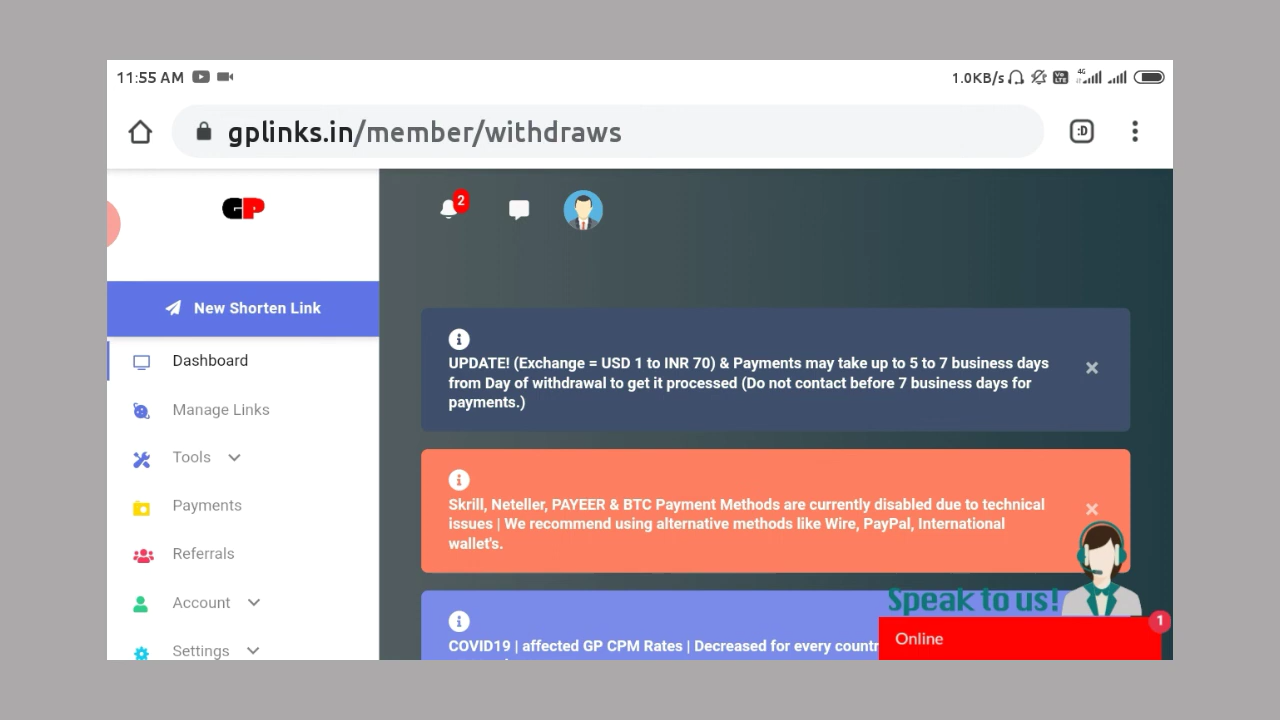 11:55 AM
1.0KB/s
4G
Vo
LTE
gplinks.in/member/withdraws
:D
GP
2
New Shorten Link
Dashboard
Manage Links
Tools
Payments
Referrals
Account
Settings
UPDATE! (Exchange = USD 1 to INR 70) & Payments may take up to 5 to 7 business days
from Day of withdrawal to get it processed (Do not contact before 7 business days for
payments.)
Skrill, Neteller, PAYEER & BTC Payment Methods are currently disabled due to technical
issues | We recommend using alternative methods like Wire, PayPal, International
wallet's.
COVID19 | affected GP CPM Rates | Decreased for every countr
Speak to us!
Online
1